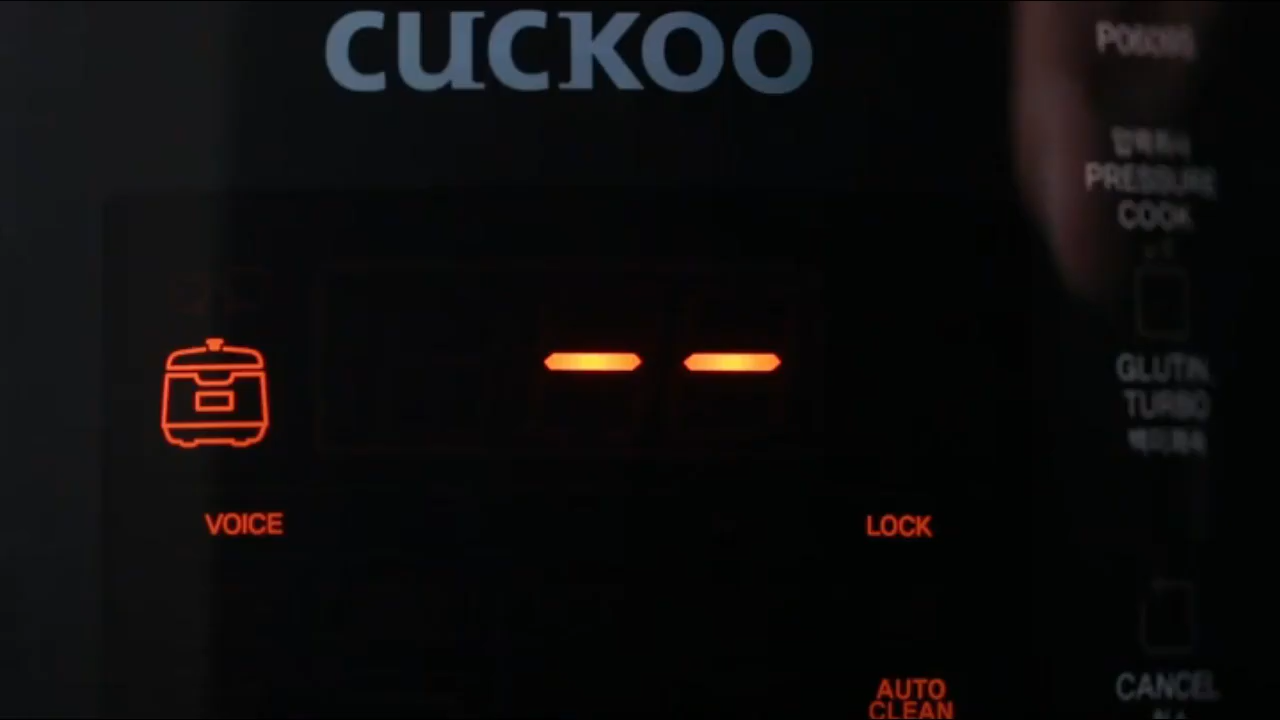 CUCKOO
PRESSURE
COOK
GLUTIN.
TURBO
-- 
VOICE
LOCK
CANCEL
AUTO
CLEAN